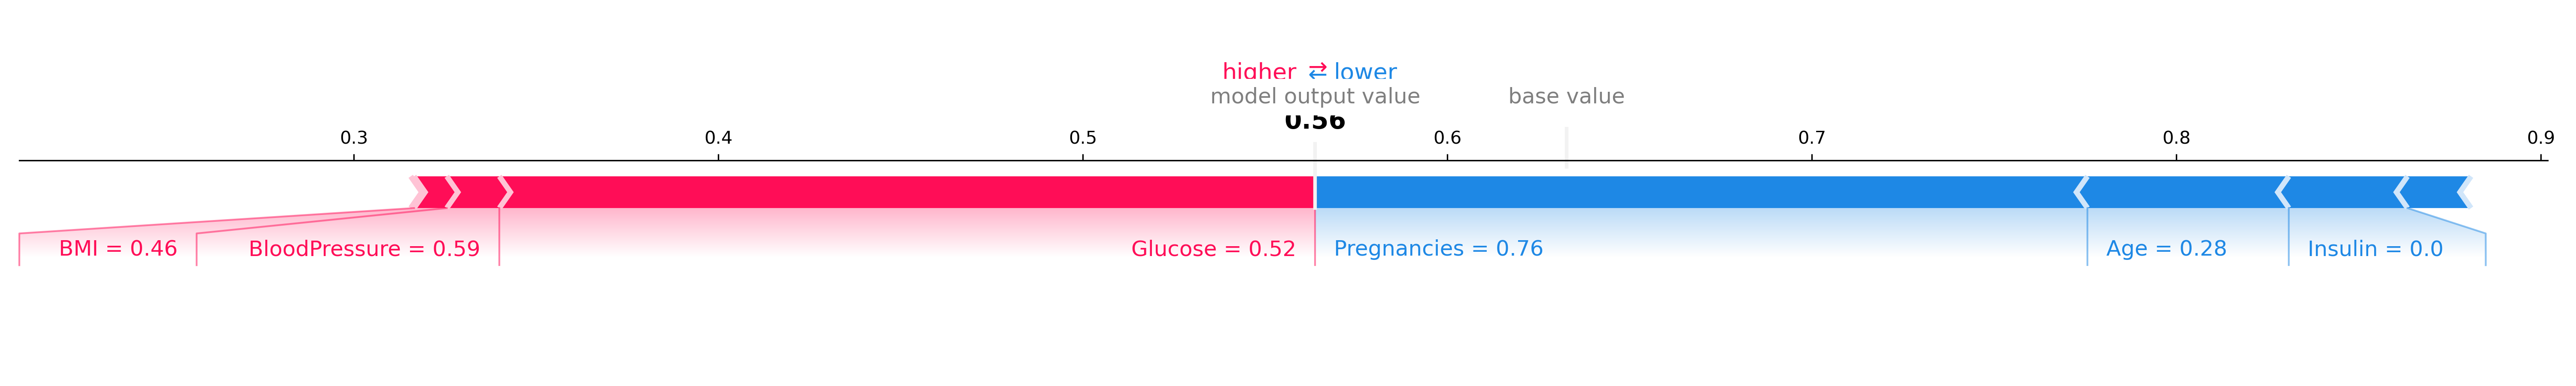 higher ⇄ lower
model output value base value
0.56
0.3 0.4 0.5 0.6 0.7 0.8 0.9
BMI = 0.46 BloodPressure = 0.59 Glucose = 0.52 Pregnancies = 0.76 Age = 0.28 Insulin = 0.0